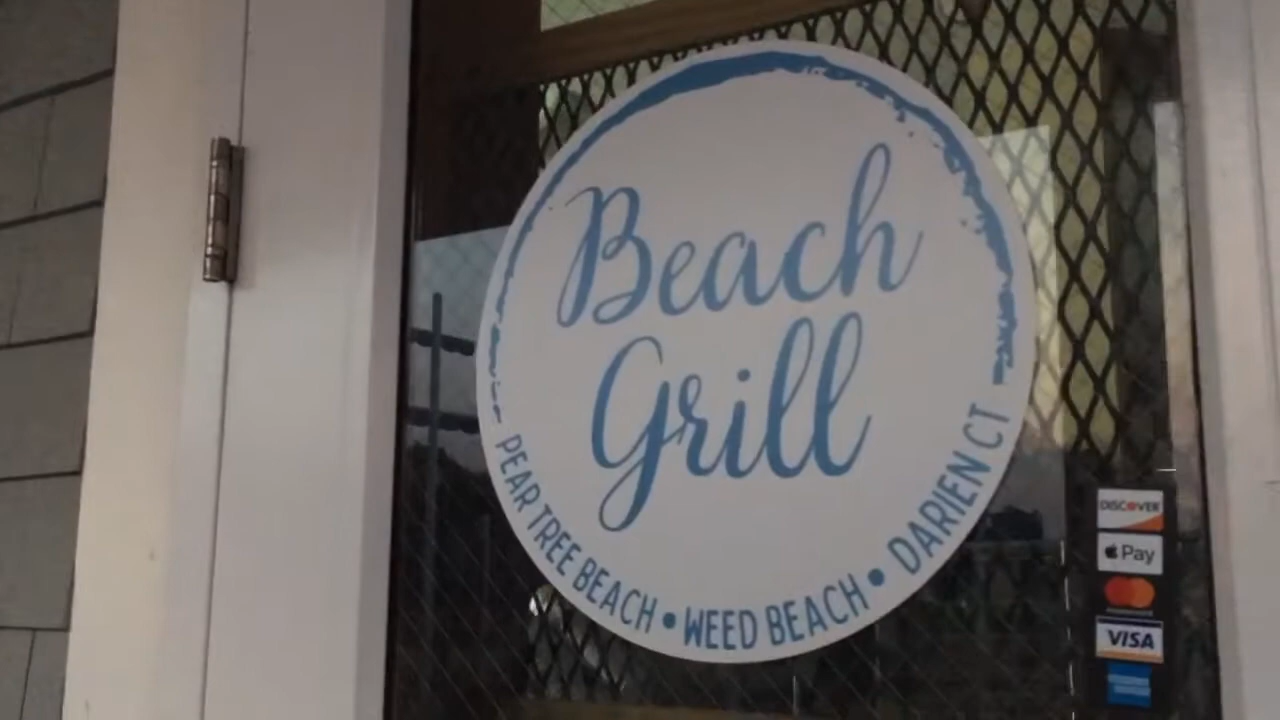 Beach
Grill
PEAR TREE BEACH • WEED BEACH • DARIEN CT
DISCOVER
Pay
VISA